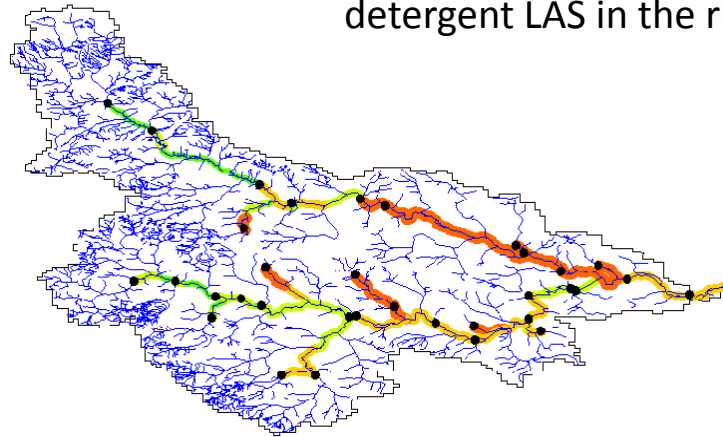 detergent LAS in the r